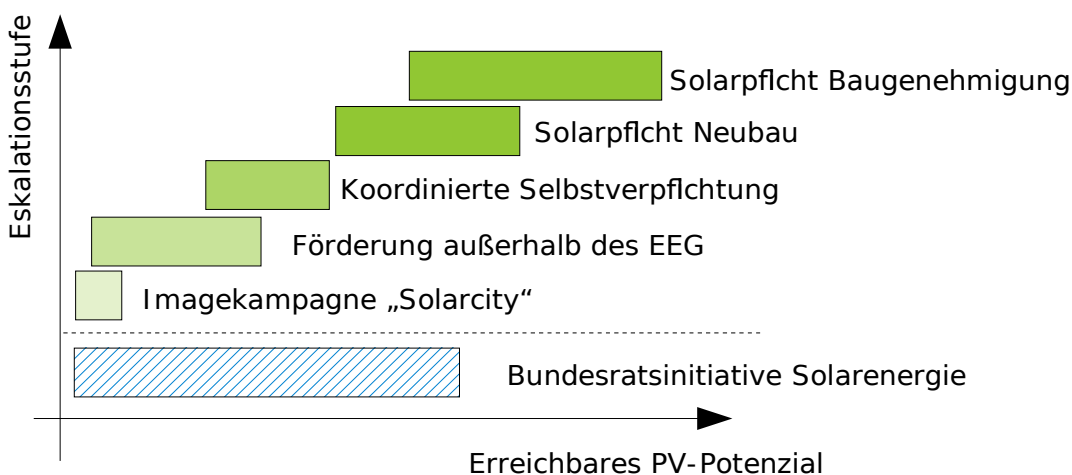 Eskalationsstufe
Solarpflcht Baugenehmigung
Solarpflcht Neubau
Koordinierte Selbstverpflchtung
Förderung außerhalb des EEG
Imagekampagne „Solarcity“
Bundesratsinitiative Solarenergie
Erreichbares PV-Potenzial